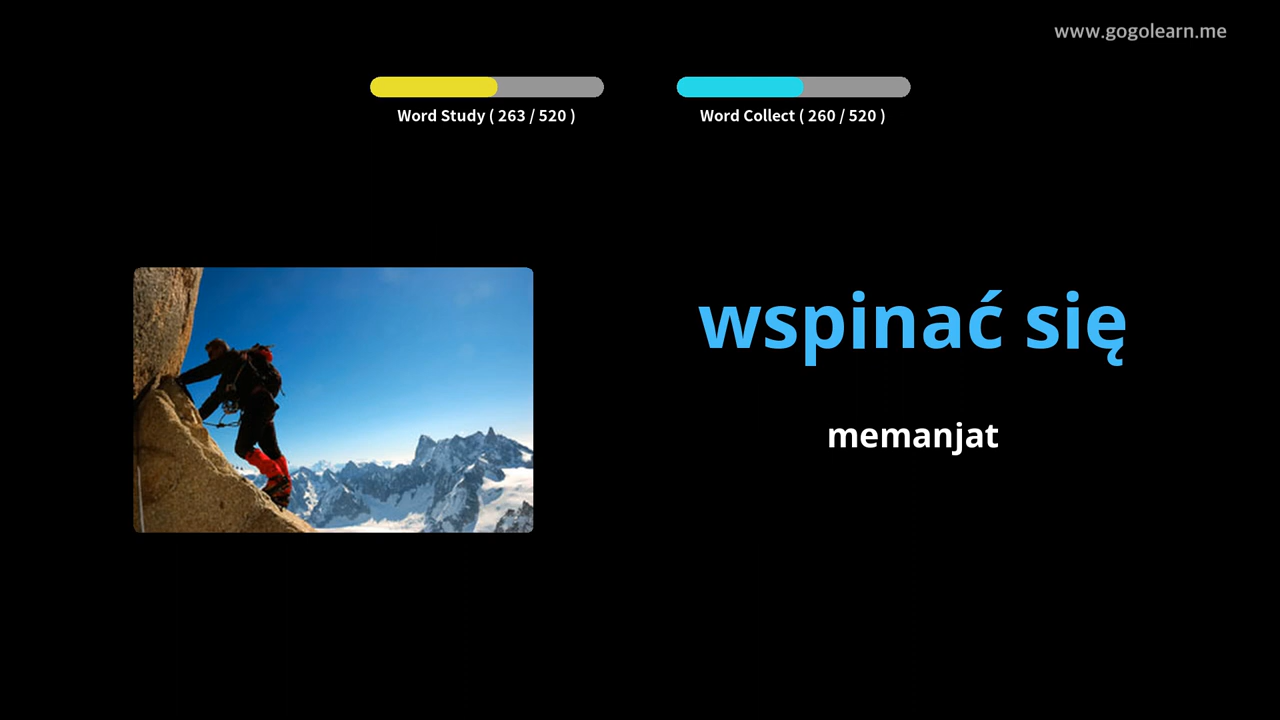 www.gogolearn.me
Word Study ( 263 / 520 )
Word Collect ( 260 / 520 )
wspinać się
memanjat